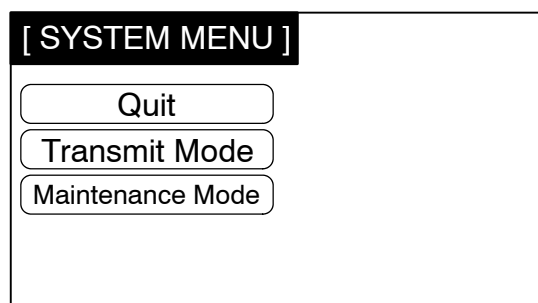 [ SYSTEM MENU ]
Quit
Transmit Mode
Maintenance Mode